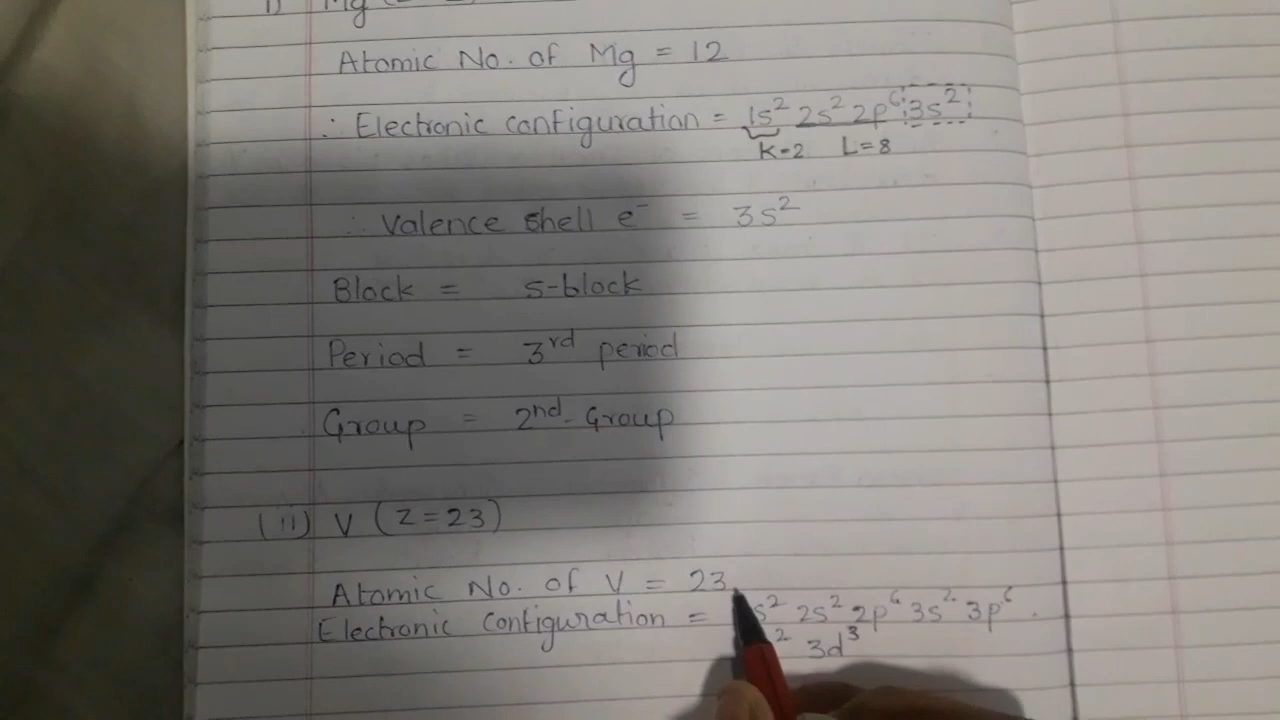 i) Mg
Atomic No. of Mg = 12
∴ Electronic configuration = 1s² 2s² 2p⁶ 3s²
K=2 L=8
∴ Valence shell e⁻ = 3s²
Block = s-block
Period = 3rd period
Group = 2nd Group
(ii) V (Z=23)
Atomic No. of V = 23
Electronic configuration = s² 2s² 2p⁶ 3s² 3p⁶
² 3d³